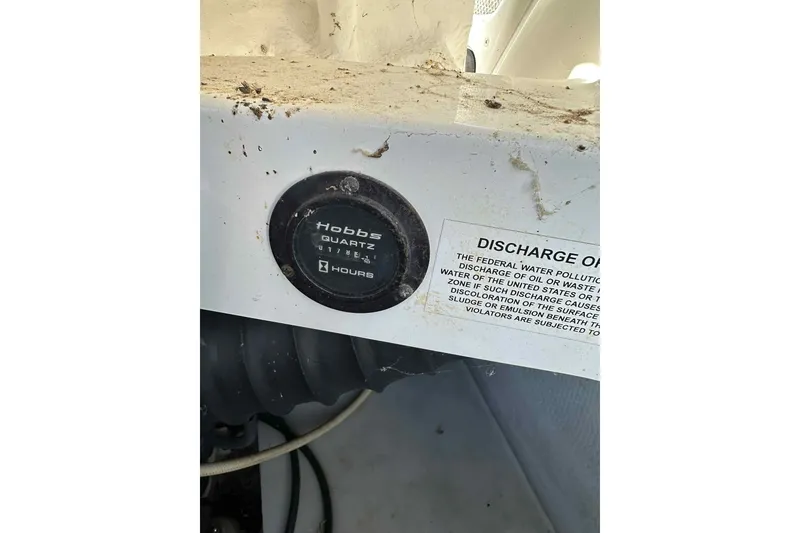 Hobbs
QUARTZ
HOURS
DISCHARGE OF
THE FEDERAL WATER POLLUTIO
DISCHARGE OF OIL OR WASTE
WATER OF THE UNITED STATES OR T
ZONE IF SUCH DISCHARGE CAUSES
DISCOLORATION OF THE SURFACE
SLUDGE OR EMULSION BENEATH TH
VIOLATORS ARE SUBJECTED TO